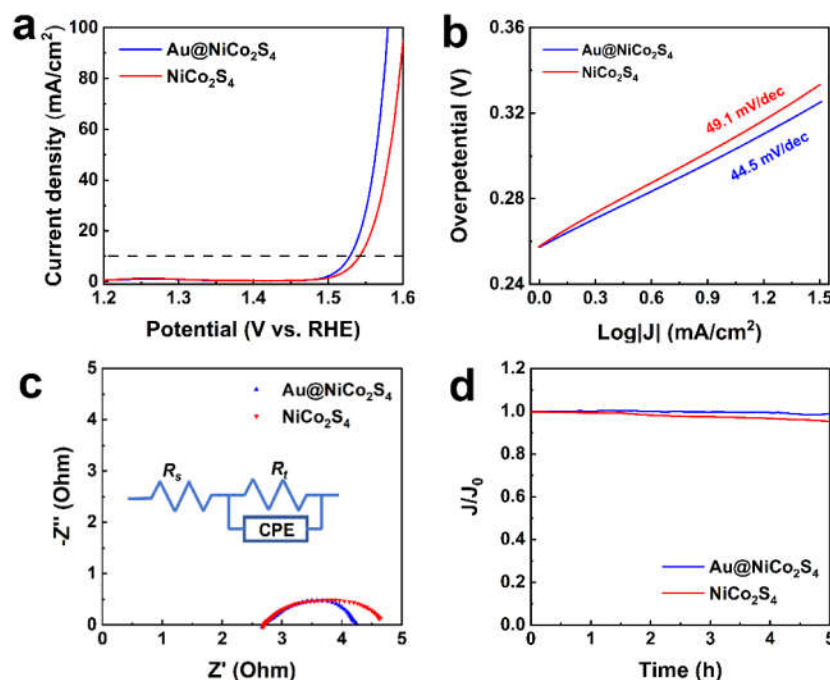 a
Current density (mA/cm²)
100
80
60
40
20
0
Au@NiCo₂S₄
NiCo₂S₄
1.2
1.3
1.4
1.5
1.6
Potential (V vs. RHE)
b
Overpetential (V)
0.36
0.32
0.28
0.24
Au@NiCo₂S₄
NiCo₂S₄
49.1 mV/dec
44.5 mV/dec
0.0
0.3
0.6
0.9
1.2
1.5
Log|J| (mA/cm²)
c
-Z'' (Ohm)
5
4
3
2
1
0
Au@NiCo₂S₄
NiCo₂S₄
Rs
Rt
CPE
0
1
2
3
4
5
Z' (Ohm)
d
J/J₀
1.2
1.0
0.8
0.6
0.4
0.2
0.0
Au@NiCo₂S₄
NiCo₂S₄
0
1
2
3
4
5
Time (h)